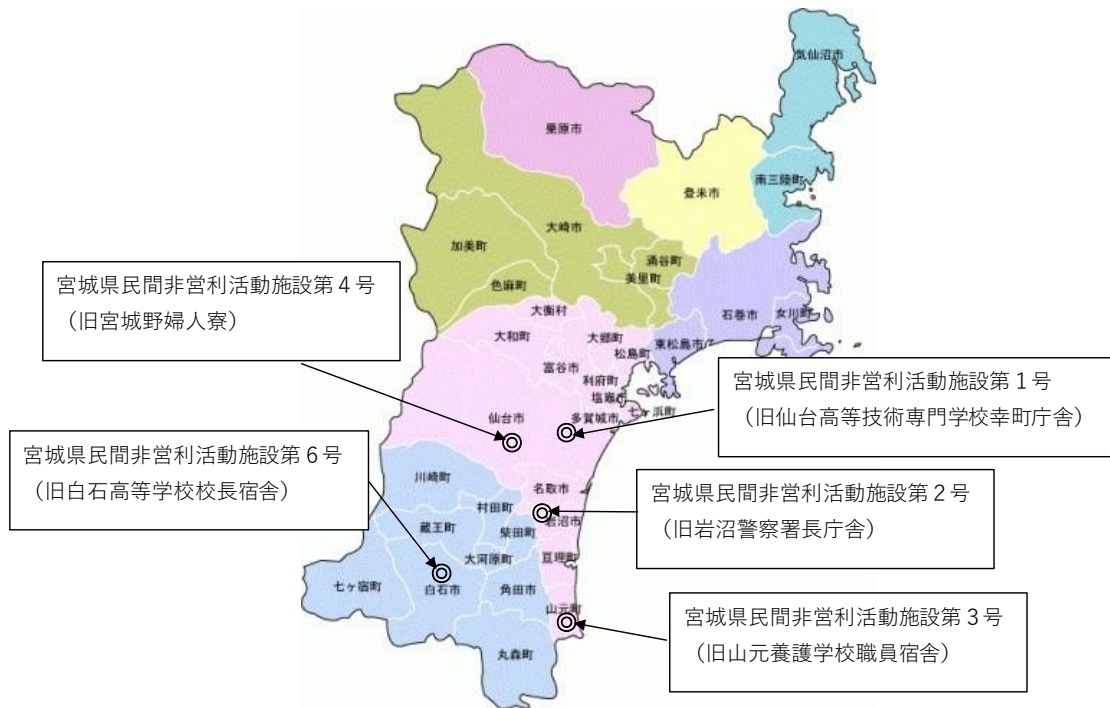 気仙沼市
栗原市
登米市
南三陸町
大崎市
加美町
涌谷町
美里町
色麻町
宮城県民間非営利活動施設第４号
（旧宮城野婦人寮）
大衡村
石巻市
女川町
大和町
大郷町
東松島市
松島町
富谷市
利府町
塩竈市
七ヶ浜町
仙台市
多賀城市
宮城県民間非営利活動施設第１号
（旧仙台高等技術専門学校幸町庁舎）
宮城県民間非営利活動施設第６号
（旧白石高等学校校長宿舎）
川崎町
名取市
宮城県民間非営利活動施設第２号
（旧岩沼警察署長庁舎）
村田町
岩沼市
蔵王町
柴田町
大河原町
亘理町
七ヶ宿町
白石市
角田市
山元町
宮城県民間非営利活動施設第３号
（旧山元養護学校職員宿舎）
丸森町